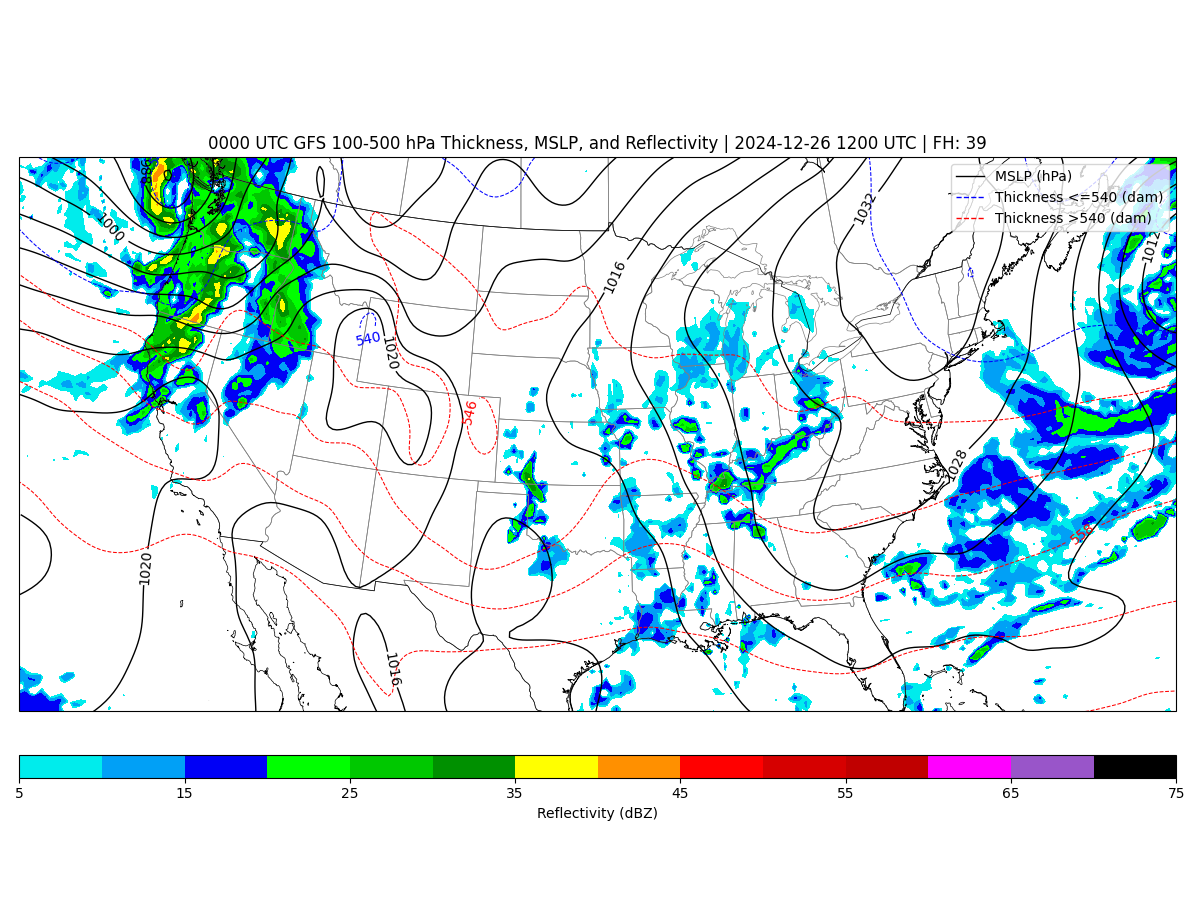 0000 UTC GFS 100-500 hPa Thickness, MSLP, and Reflectivity | 2024-12-26 1200 UTC | FH: 39
MSLP (hPa)
Thickness <=540 (dam)
Thickness >540 (dam)
1000
1032
1012
1016
540
1020
546
1028
1020
1016
5 15 25 35 45 55 65 75
Reflectivity (dBZ)